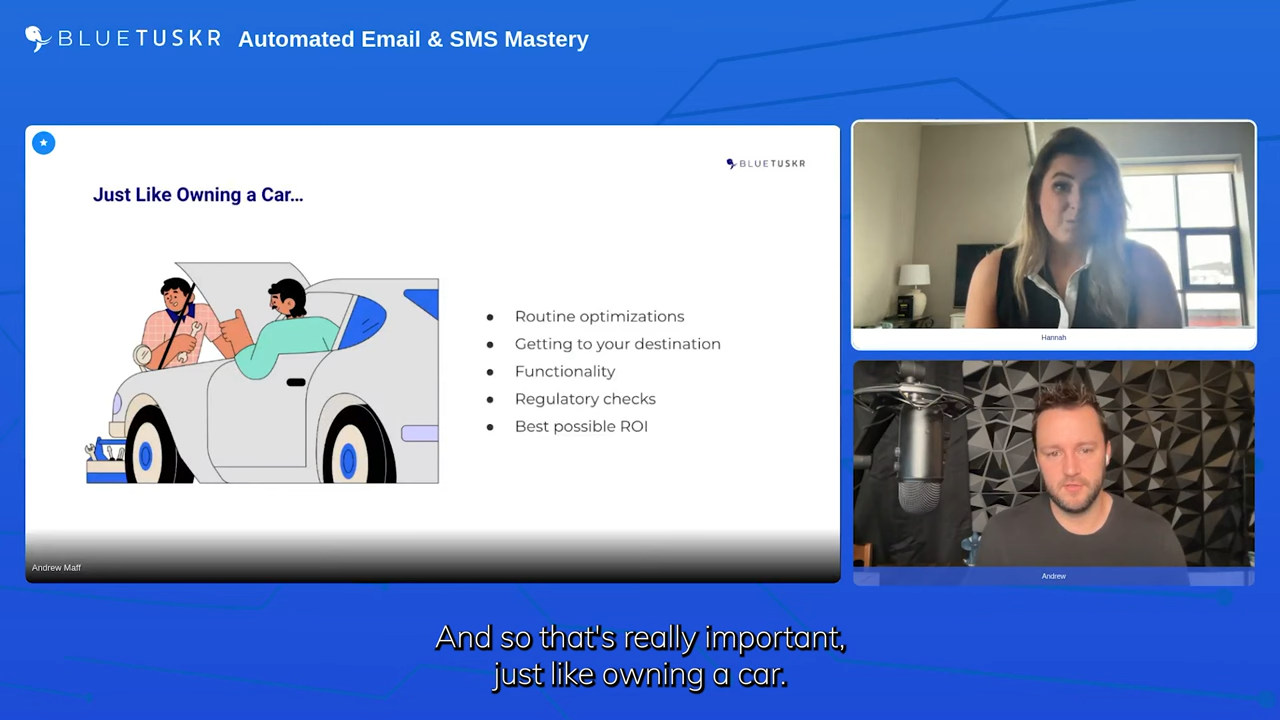 BLUETUSKR Automated Email & SMS Mastery
BLUETUSKR
Just Like Owning a Car...
● Routine optimizations
● Getting to your destination
● Functionality
● Regulatory checks
● Best possible ROI
Andrew Maff
Hannah
Andrew
And so that's really important,
just like owning a car.